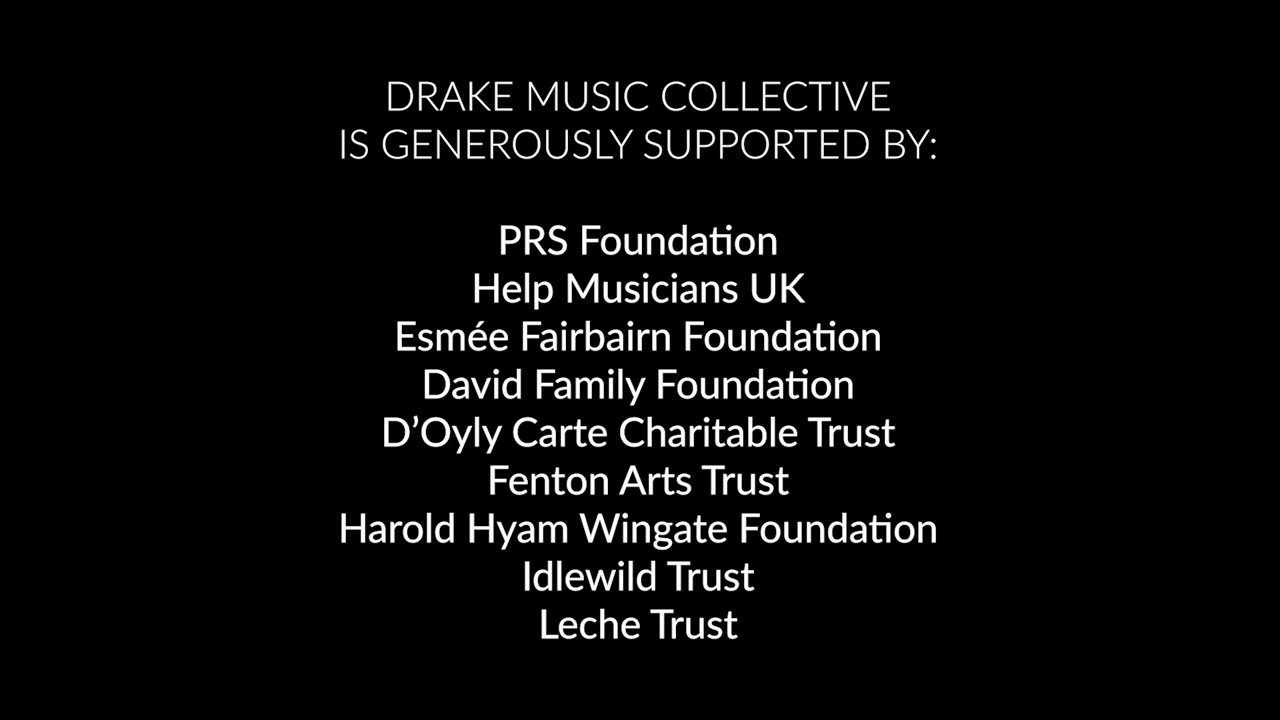 DRAKE MUSIC COLLECTIVE
IS GENEROUSLY SUPPORTED BY:
PRS Foundation
Help Musicians UK
Esmée Fairbairn Foundation
David Family Foundation
D’Oyly Carte Charitable Trust
Fenton Arts Trust
Harold Hyam Wingate Foundation
Idlewild Trust
Leche Trust